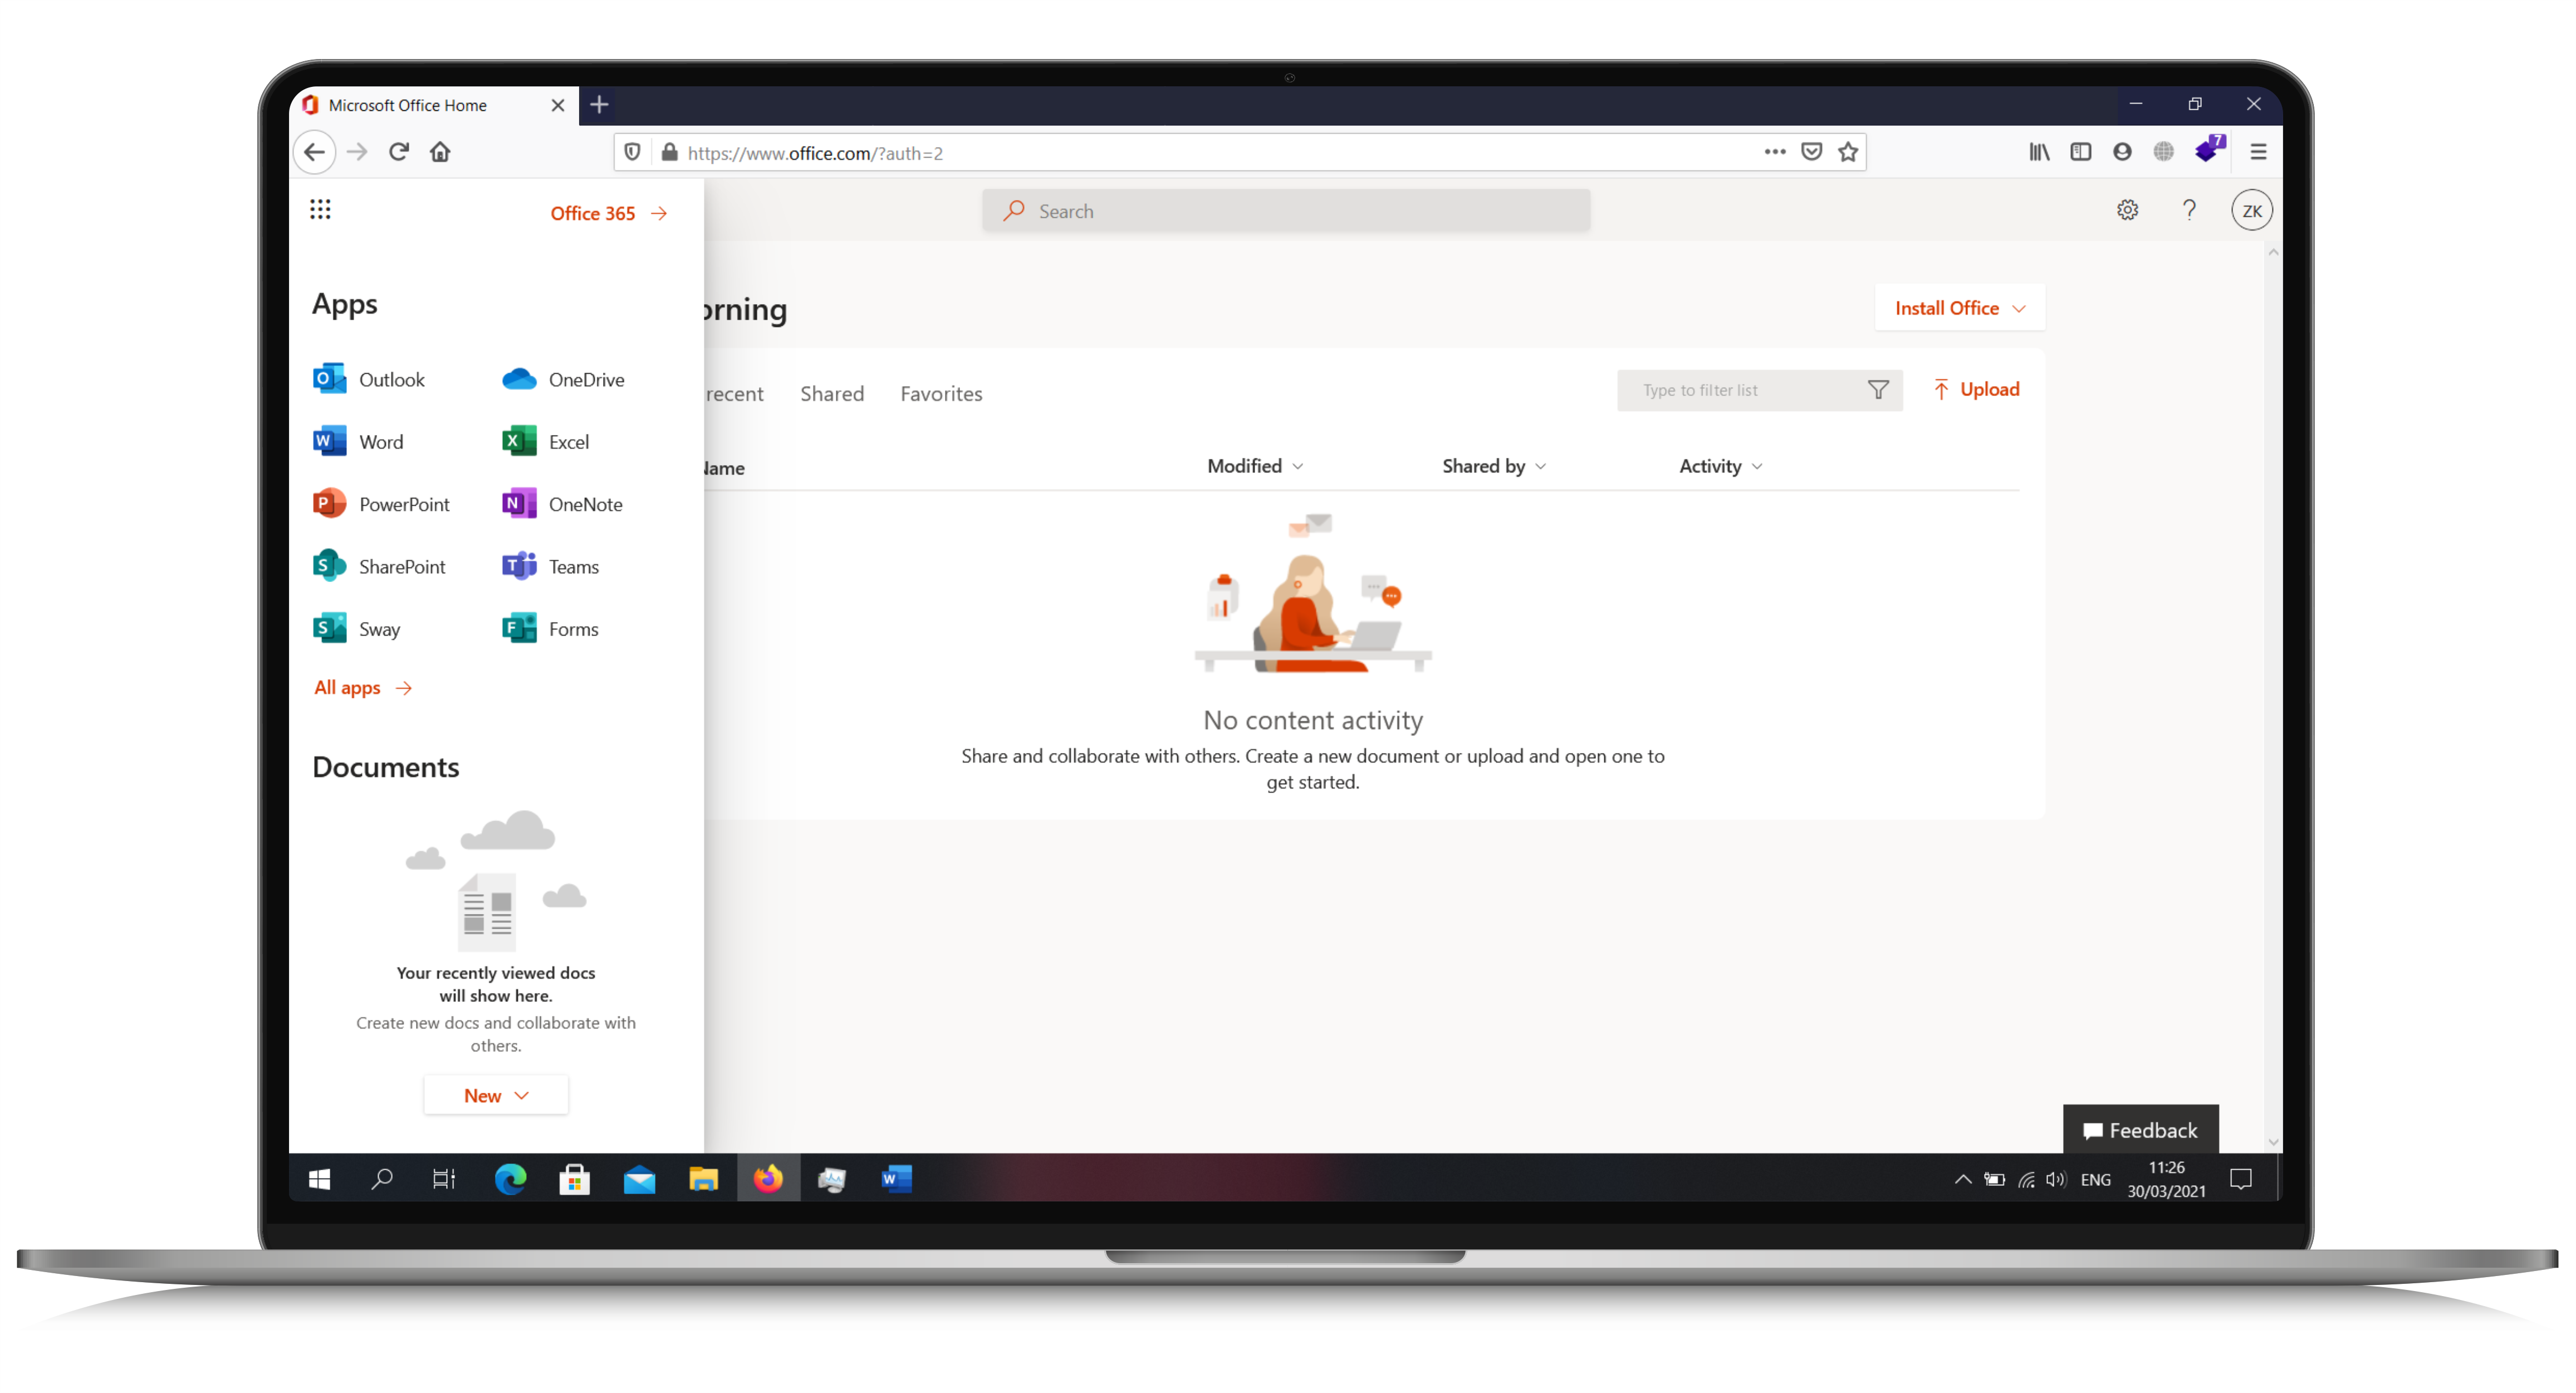 Microsoft Office Home
https://www.office.com/?auth=2
7
Office 365
Search
ZK
Apps
orning
Install Office
Outlook
OneDrive
recent
Shared
Favorites
Type to filter list
Upload
Word
Excel
Name
Modified
Shared by
Activity
PowerPoint
OneNote
SharePoint
Teams
Sway
Forms
All apps
No content activity
Share and collaborate with others. Create a new document or upload and open one to
get started.
Documents
Your recently viewed docs
will show here.
Create new docs and collaborate with
others.
New
Feedback
ENG
11:26
30/03/2021